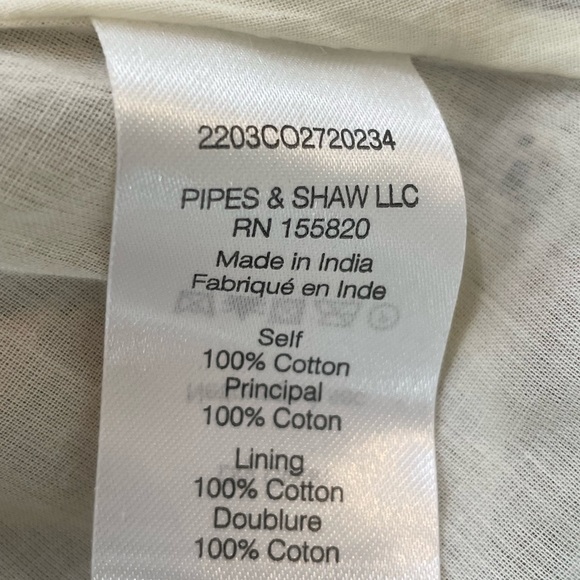 2203CO2720234
PIPES & SHAW LLC
RN 155820
Made in India
Fabriqué en Inde
Self
100% Cotton
Principal
100% Coton
Lining
100% Cotton
Doublure
100% Coton